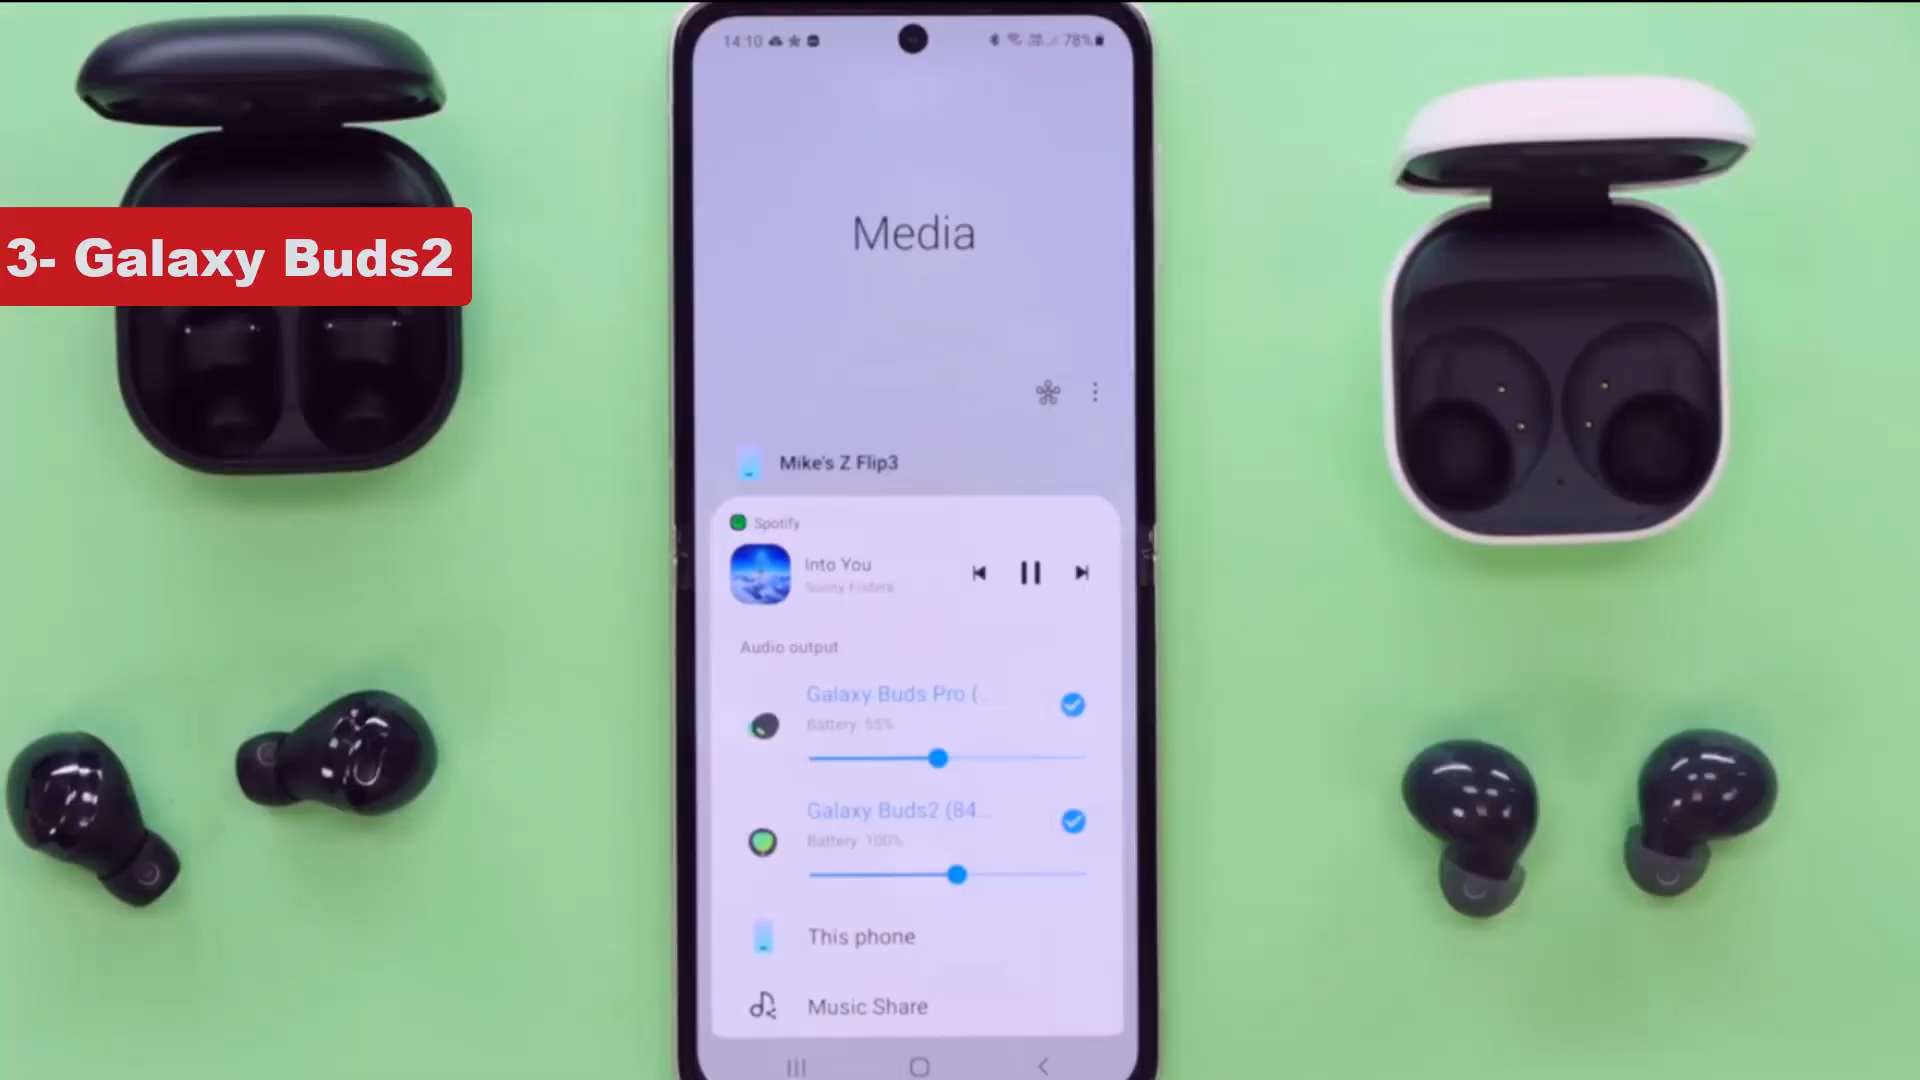 14:10
78%
3- Galaxy Buds2
Media
Mike's Z Flip3
Spotify
Into You
Audio output
Galaxy Buds Pro (...
Battery: 55%
Galaxy Buds2 (84...
Battery: 100%
This phone
Music Share